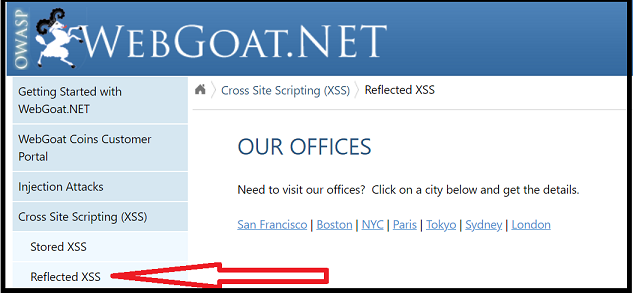 OWASP
WEBGOAT.NET
Getting Started with
WebGoat.NET
WebGoat Coins Customer
Portal
Injection Attacks
Cross Site Scripting (XSS)
Stored XSS
Reflected XSS
Cross Site Scripting (XSS) Reflected XSS
OUR OFFICES
Need to visit our offices? Click on a city below and get the details.
San Francisco | Boston | NYC | Paris | Tokyo | Sydney | London